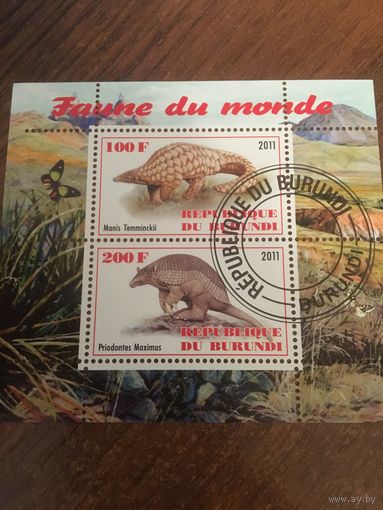 Faune du monde
100 F
2011
Manis Temminckii
REPUBLIQUE
DU BURUNDI
200 F
2011
Priodontes Maximus
REPUBLIQUE
DU BURUNDI
REPUBLIQUE DU BURUNDI
BURUNDI
www.ay.by